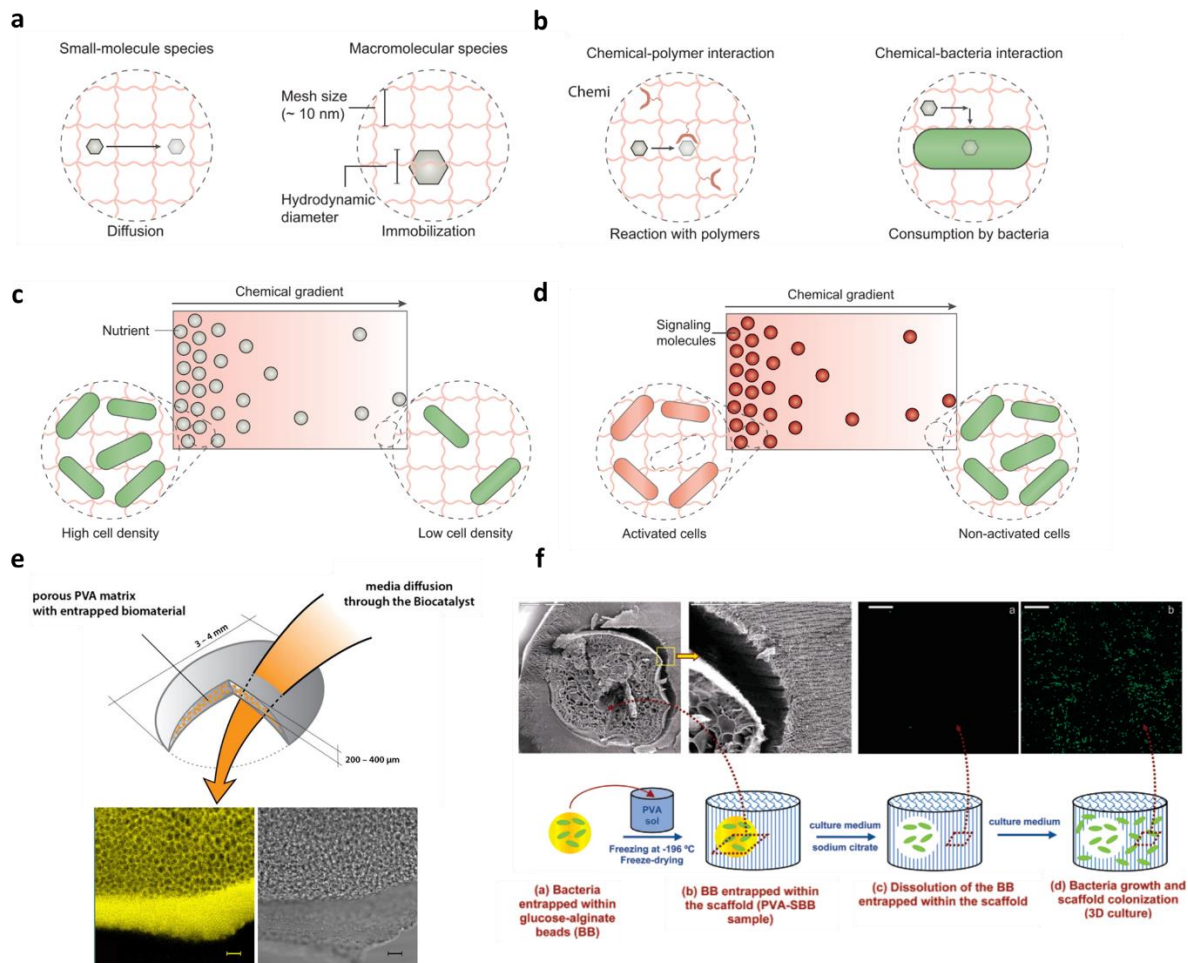 a
Small-molecule species
Macromolecular species
Mesh size
(~ 10 nm)
Hydrodynamic
diameter
Diffusion
Immobilization
b
Chemical-polymer interaction
Chemical-bacteria interaction
Chemi
Reaction with polymers
Consumption by bacteria
c
Chemical gradient
Nutrient
High cell density
Low cell density
d
Chemical gradient
Signaling
molecules
Activated cells
Non-activated cells
e
porous PVA matrix
with entrapped biomaterial
media diffusion
through the Biocatalyst
3 – 4 mm
200 – 400 µm
f
a
b
PVA
sol
Freezing at -196 ºC
Freeze-drying
culture medium
sodium citrate
culture medium
(a) Bacteria
entrapped within
glucose-alginate
beads (BB)
(b) BB entrapped within
the scaffold (PVA-SBB
sample)
(c) Dissolution of the BB
entrapped within the scaffold
(d) Bacteria growth and
scaffold colonization
(3D culture)